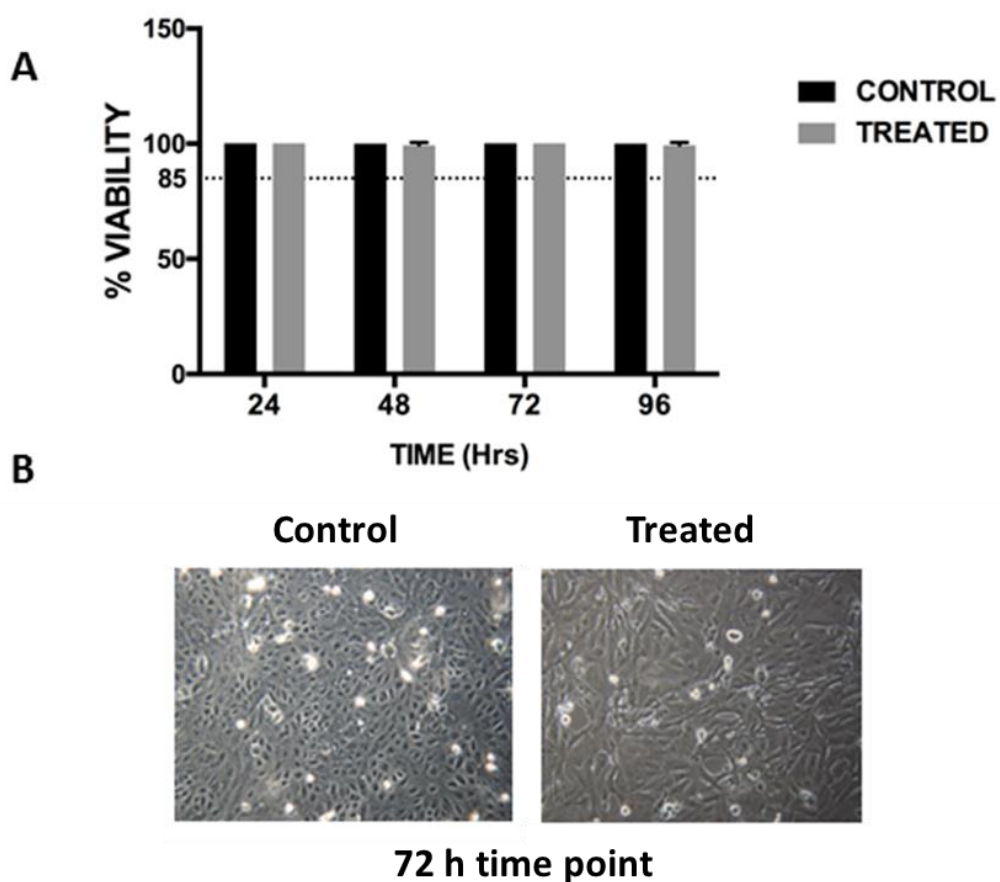 A
150
100
85
50
0
% VIABILITY
CONTROL
TREATED
24 48 72 96
TIME (Hrs)
B
Control Treated
72 h time point